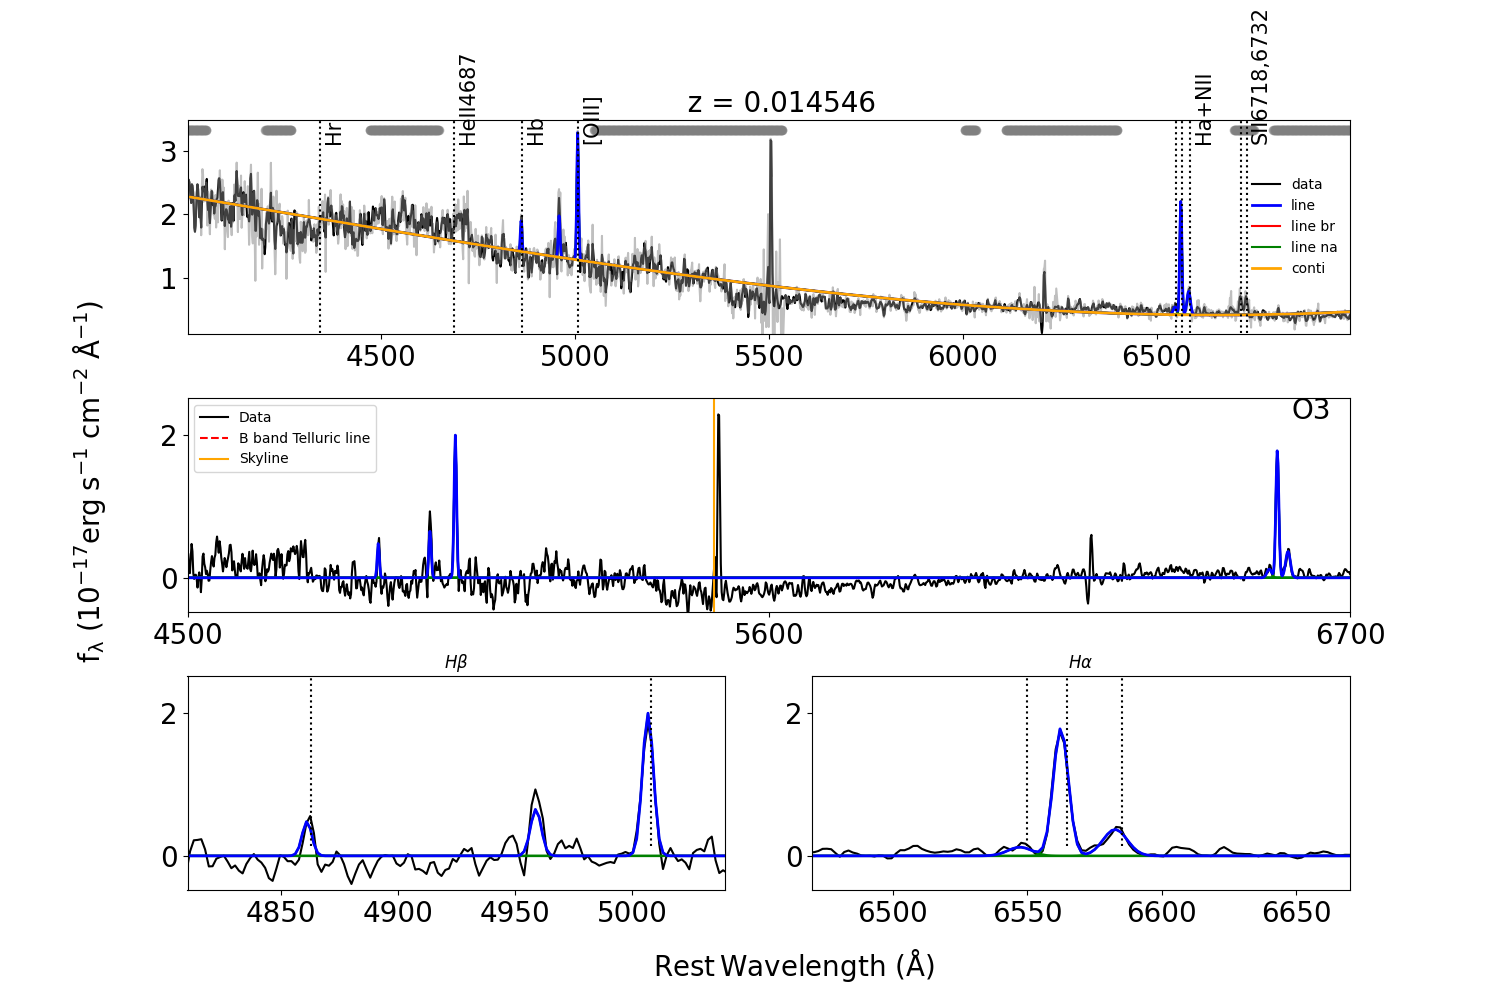 z = 0.014546
Hr
HeII4687
Hb
[OIII]
Ha+NII
SII6718,6732
3
2
1
data
line
line br
line na
conti
4500 5000 5500 6000 6500
fλ (10⁻¹⁷erg s⁻¹ cm⁻² Å⁻¹)
Data
B band Telluric line
Skyline
O3
2
0
4500 5600 6700
Hβ
2
0
4850 4900 4950 5000
Hα
2
0
6500 6550 6600 6650
Rest Wavelength (Å)